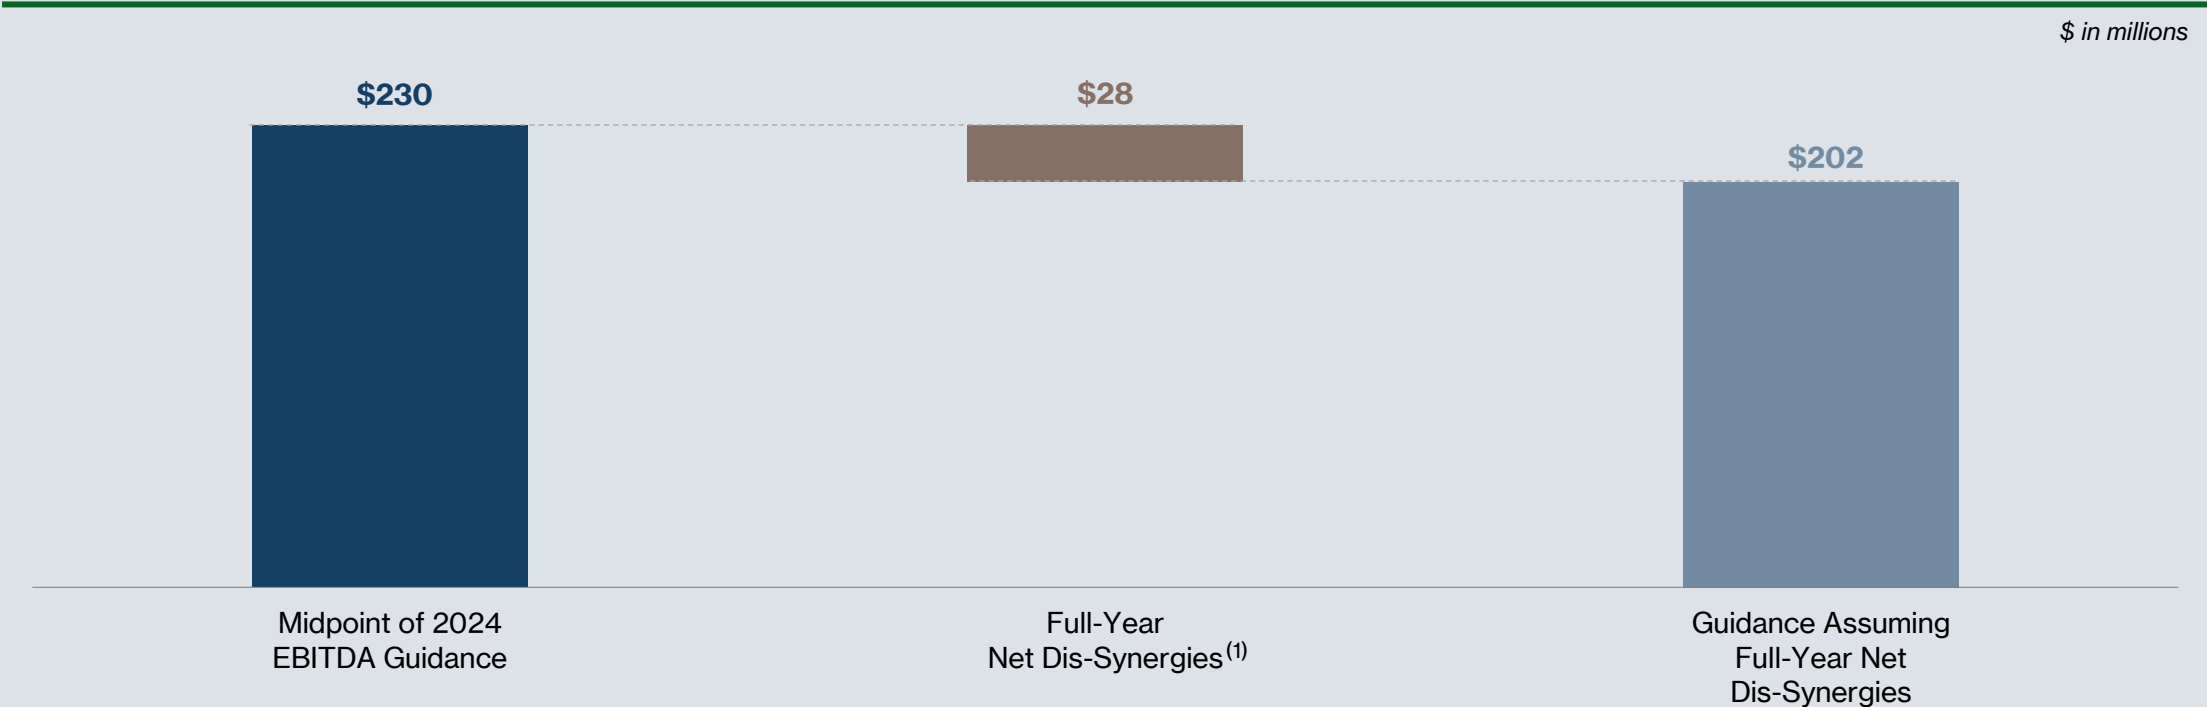 $ in millions
$230
$28
$202
Midpoint of 2024
EBITDA Guidance
Full-Year
Net Dis-Synergies(1)
Guidance Assuming
Full-Year Net
Dis-Synergies